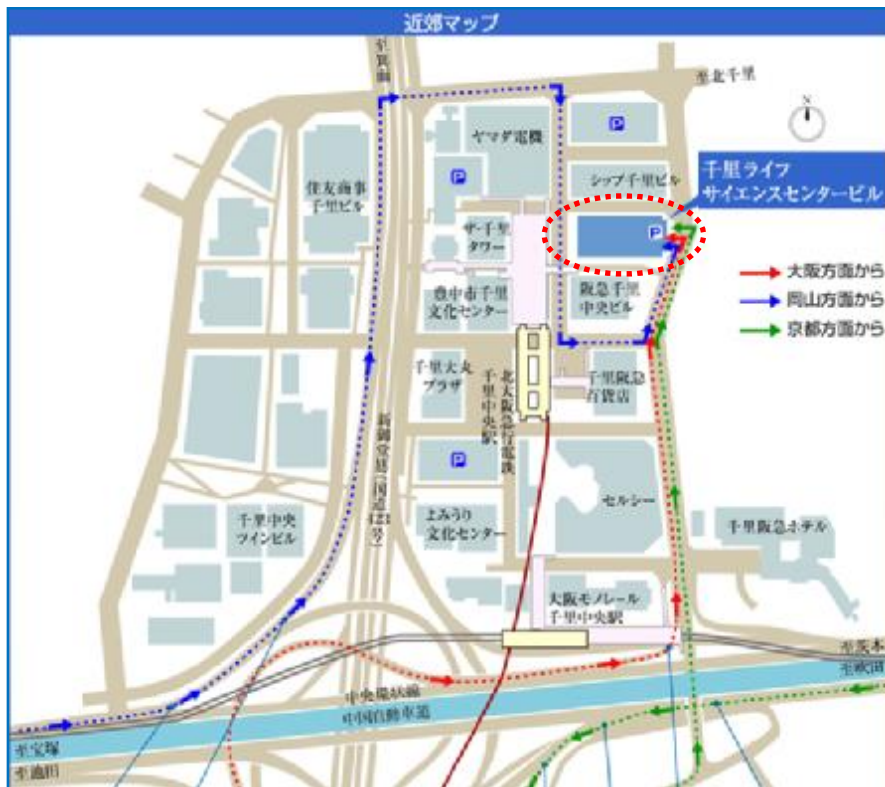 近郊マップ
至箕面
至北千里
N
ヤマダ電機
P
住友商事
千里ビル
P
シップ千里ビル
千里ライフ
サイエンスセンタービル
ザ・千里
タワー
P
豊中市千里
文化センター
阪急千里
中央ビル
大阪方面から
岡山方面から
京都方面から
千里大丸
プラザ
北大阪急行電鉄
千里中央駅
千里阪急
百貨店
新御堂筋(国道423号)
P
セルシー
千里中央
ツインビル
よみうり
文化センター
千里阪急ホテル
大阪モノレール
千里中央駅
至茨木
至吹田
中央環状線
中国自動車道
至宝塚
至池田